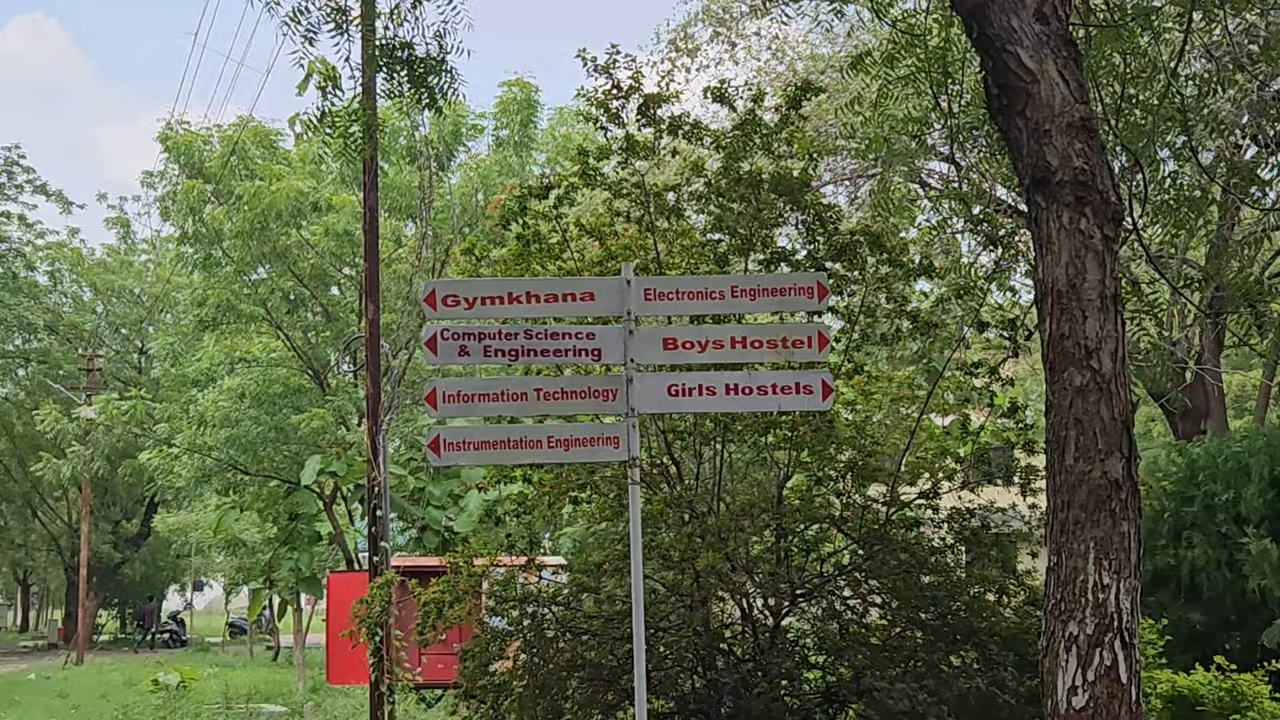 Gymkhana
Computer Science
& Engineering
Information Technology
Instrumentation Engineering
Electronics Engineering
Boys Hostel
Girls Hostels